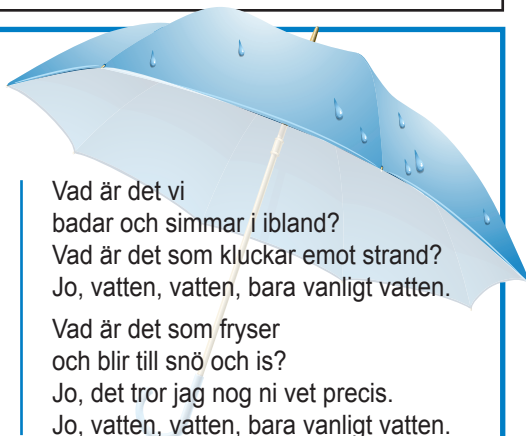 Vad är det vi
badar och simmar i ibland?
Vad är det som kluckar emot strand?
Jo, vatten, vatten, bara vanligt vatten.
Vad är det som fryser
och blir till snö och is?
Jo, det tror jag nog ni vet precis.
Jo, vatten, vatten, bara vanligt vatten.